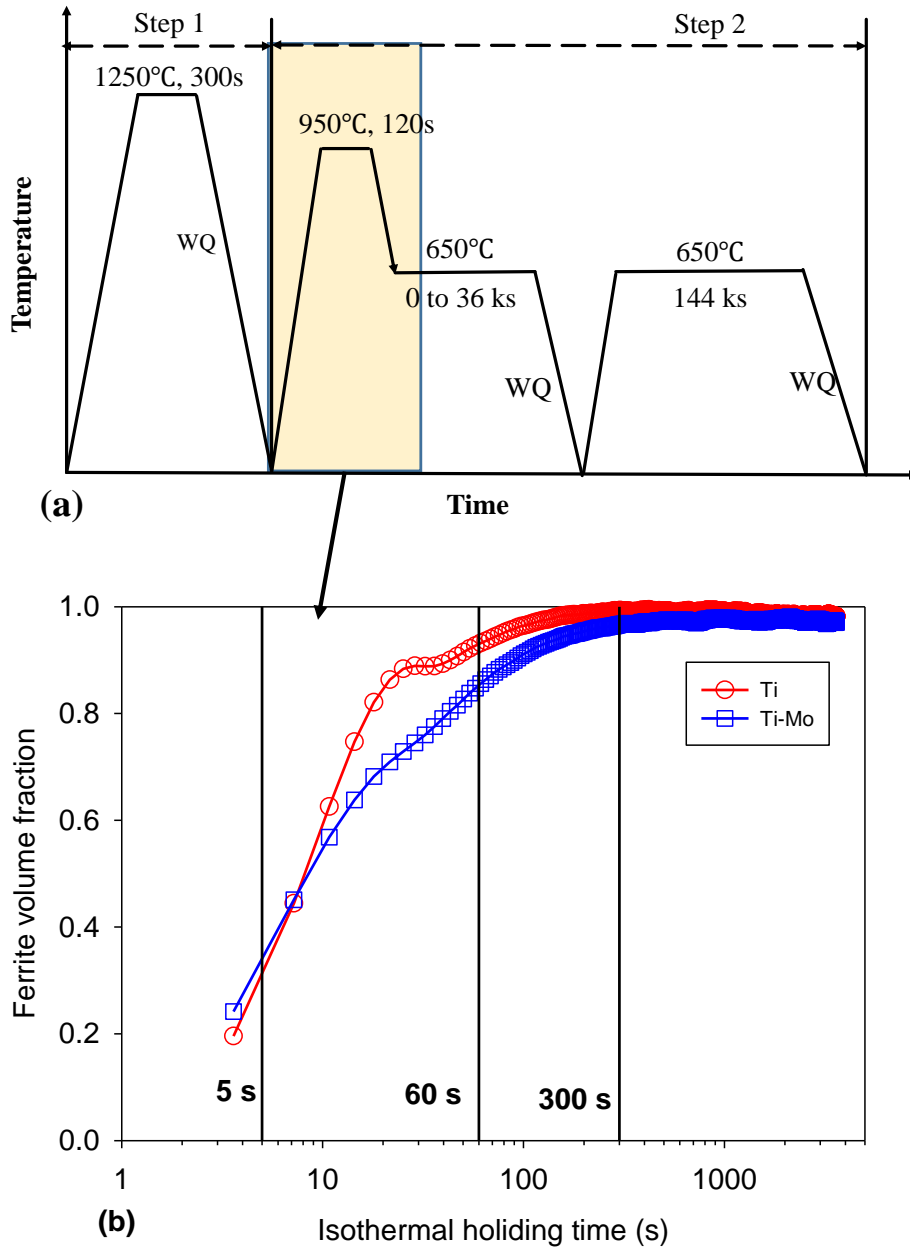 Step 1
Step 2
1250℃, 300s
950℃, 120s
WQ
650℃
0 to 36 ks
WQ
650℃
144 ks
WQ
Temperature
(a)
Time
1.0
0.8
0.6
0.4
0.2
0.0
Ferrite volume fraction
Ti
Ti-Mo
5 s
60 s
300 s
1
10
100
1000
(b)
Isothermal holiding time (s)